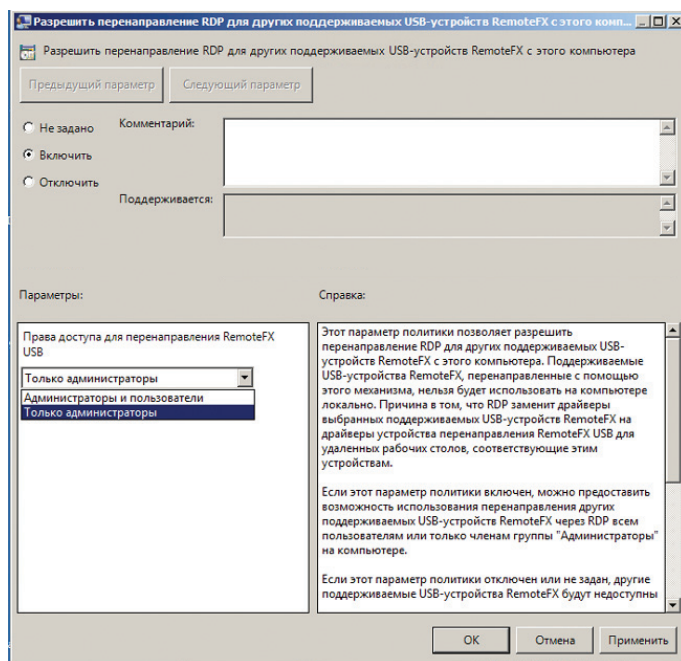 Разрешить перенаправление RDP для других поддерживаемых USB-устройств RemoteFX с этого комп...
Разрешить перенаправление RDP для других поддерживаемых USB-устройств RemoteFX с этого компьютера
Предыдущий параметр
Следующий параметр
Не задано
Комментарий:
Включить
Отключить
Поддерживается:
Параметры:
Справка:
Права доступа для перенаправления RemoteFX
USB
Только администраторы
Администраторы и пользователи
Только администраторы
Этот параметр политики позволяет разрешить
перенаправление RDP для других поддерживаемых USB-
устройств RemoteFX с этого компьютера. Поддерживаемые
USB-устройства RemoteFX, перенаправленные с помощью
этого механизма, нельзя будет использовать на компьютере
локально. Причина в том, что RDP заменит драйверы
выбранных поддерживаемых USB-устройств RemoteFX на
драйверы устройства перенаправления RemoteFX USB для
удаленных рабочих столов, соответствующие этим
устройствам.
Если этот параметр политики включен, можно предоставить
возможность использования перенаправления других
поддерживаемых USB-устройств RemoteFX через RDP всем
пользователям или только членам группы "Администраторы"
на компьютере.
Если этот параметр политики отключен или не задан, другие
поддерживаемые USB-устройства RemoteFX будут недоступны
OK
Отмена
Применить